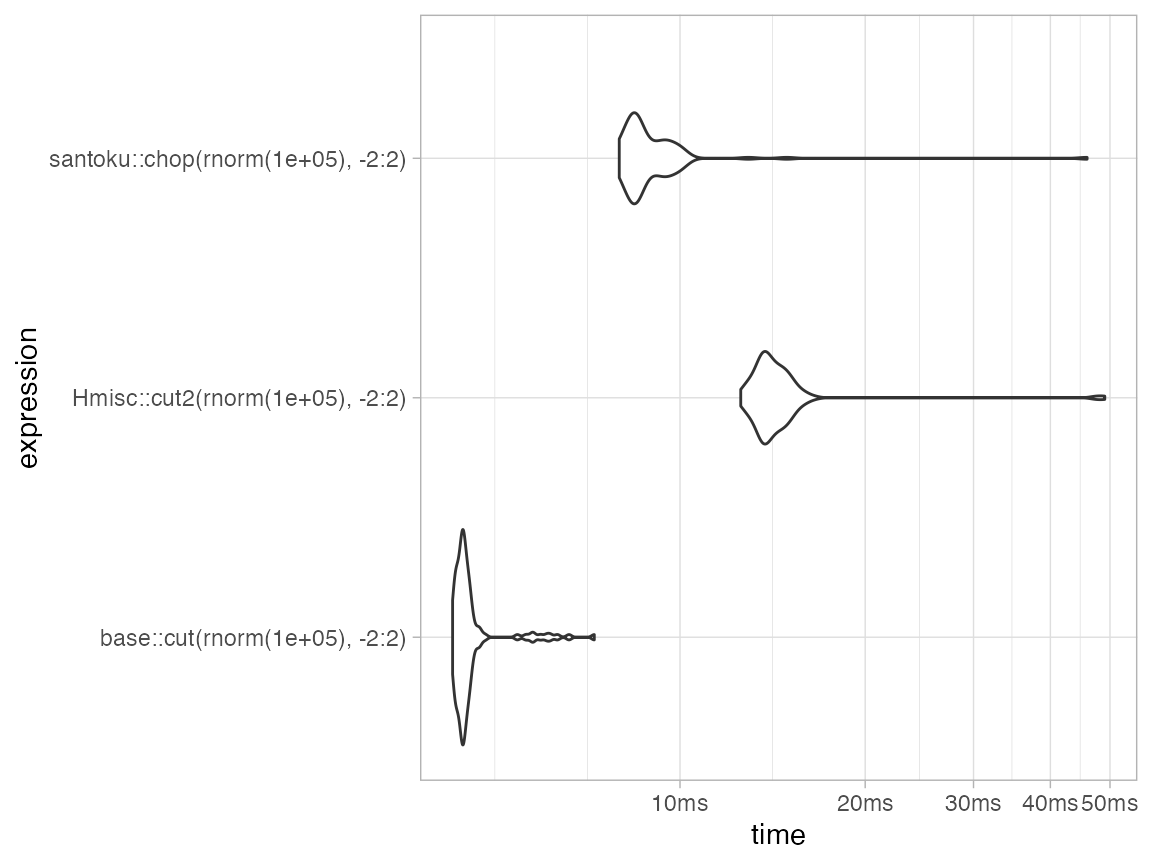 santoku::chop(rnorm(1e+05), -2:2)
Hmisc::cut2(rnorm(1e+05), -2:2)
base::cut(rnorm(1e+05), -2:2)
expression
10ms 20ms 30ms 40ms 50ms
time